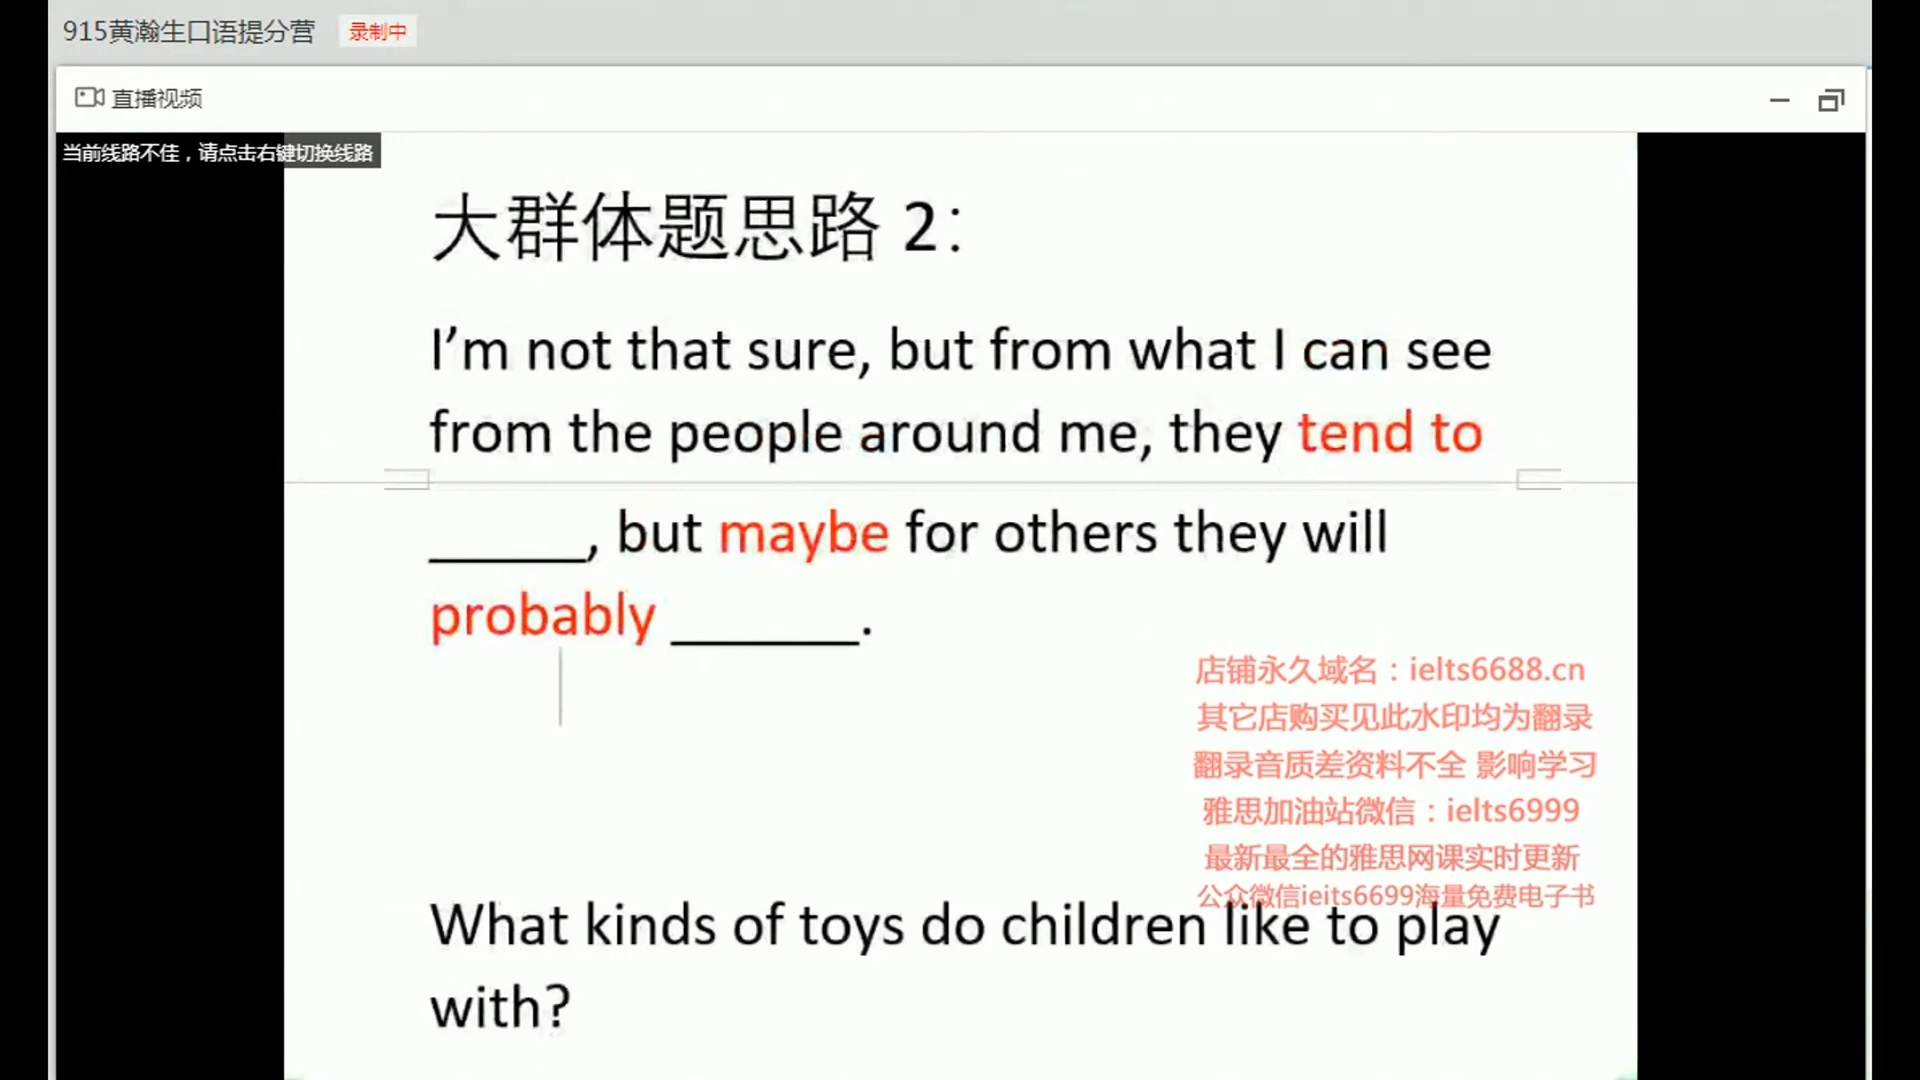 915黄瀚生口语提分营 录制中
直播视频
当前线路不佳，请点击右键切换线路
大群体题思路 2：
I’m not that sure, but from what I can see
from the people around me, they tend to
_____, but maybe for others they will
probably ______.
店铺永久域名：ielts6688.cn
其它店购买见此水印均为翻录
翻录音质差资料不全 影响学习
雅思加油站微信：ielts6999
最新最全的雅思网课实时更新
公众微信ieits6699海量免费电子书
What kinds of toys do children like to play
with?